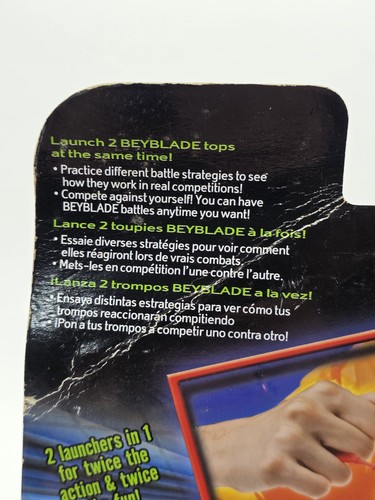 Launch 2 BEYBLADE tops
at the same time!
• Practice different battle strategies to see
how they work in real competitions!
• Compete against yourself! You can have
BEYBLADE battles anytime you want!
Lance 2 toupies BEYBLADE à la fois!
• Essaie diverses stratégies pour voir comment
elles réagiront lors de vrais combats.
• Mets-les en compétition l'une contre l'autre.
¡Lanza 2 trompos BEYBLADE a la vez!
• Ensaya distintas estrategias para ver cómo tus
trompos reaccionarán compitiendo
¡Pon a tus trompos a competir uno contra otro!
2 launchers in 1
for twice the
action & twice
fun!